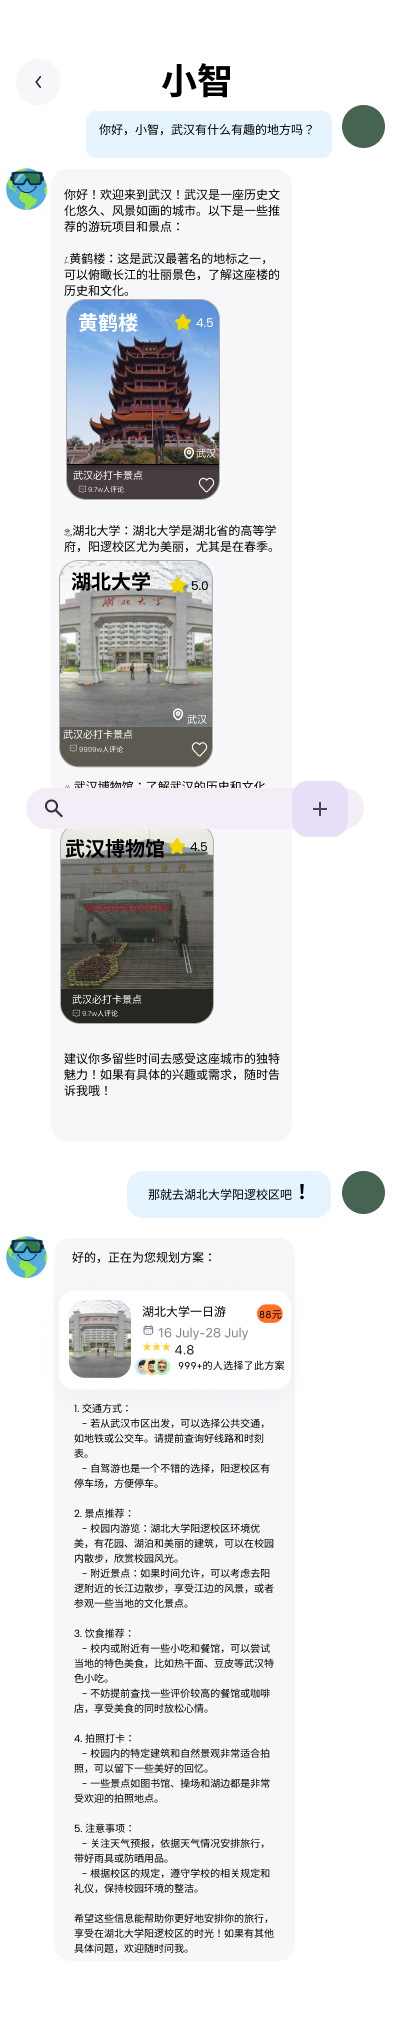 小智
你好，小智，武汉有什么有趣的地方吗？
你好！欢迎来到武汉！武汉是一座历史文
化悠久、风景如画的城市。以下是一些推
荐的游玩项目和景点：
1.黄鹤楼：这是武汉最著名的地标之一，
可以俯瞰长江的壮丽景色，了解这座楼的
历史和文化。
黄鹤楼
4.5
武汉
武汉必打卡景点
9.7w人评论
湖北大学：湖北大学是湖北省的高等学
府，阳逻校区尤为美丽，尤其是在春季。
湖北大学
5.0
湖北大学
武汉
武汉必打卡景点
9999w人评论
武汉博物馆：了解武汉的历史和文化
武汉博物馆
4.5
武汉必打卡景点
9.7w人评论
建议你多留些时间去感受这座城市的独特
魅力！如果有具体的兴趣或需求，随时告
诉我哦！
那就去湖北大学阳逻校区吧！
好的，正在为您规划方案：
湖北大学一日游
88元
16 July-28 July
4.8
999+的人选择了此方案
1. 交通方式：
- 若从武汉市区出发，可以选择公共交通，
如地铁或公交车。请提前查询好线路和时刻
表。
- 自驾游也是一个不错的选择，阳逻校区有
停车场，方便停车。
2. 景点推荐：
- 校园内游览：湖北大学阳逻校区环境优
美，有花园、湖泊和美丽的建筑，可以在校园
内散步，欣赏校园风光。
- 附近景点：如果时间允许，可以考虑去阳
逻附近的长江边散步，享受江边的风景，或者
参观一些当地的文化景点。
3. 饮食推荐：
- 校内或附近有一些小吃和餐馆，可以尝试
当地的特色美食，比如热干面、豆皮等武汉特
色小吃。
- 不妨提前查找一些评价较高的餐馆或咖啡
店，享受美食的同时放松心情。
4. 拍照打卡：
- 校园内的特定建筑和自然景观非常适合拍
照，可以留下一些美好的回忆。
- 一些景点如图书馆、操场和湖边都是非常
受欢迎的拍照地点。
5. 注意事项：
- 关注天气预报，依据天气情况安排旅行，
带好雨具或防晒用品。
- 根据校区的规定，遵守学校的相关规定和
礼仪，保持校园环境的整洁。
希望这些信息能帮助你更好地安排你的旅行，
享受在湖北大学阳逻校区的时光！如果有其他
具体问题，欢迎随时问我。